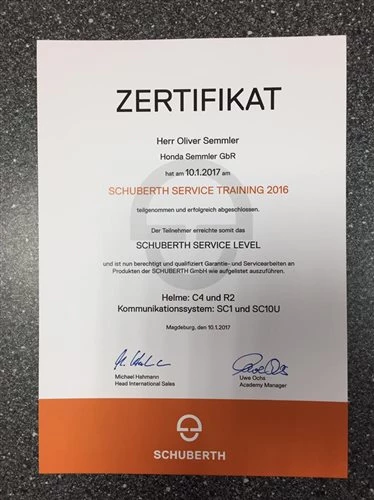 ZERTIFIKAT
Herr Oliver Semmler
Honda Semmler GbR
hat am 10.1.2017 am
SCHUBERTH SERVICE TRAINING 2016
teilgenommen und erfolgreich abgeschlossen.
Der Teilnehmer erreichte somit das
SCHUBERTH SERVICE LEVEL
und ist nun berechtigt und qualifiziert Garantie- und Servicearbeiten an
Produkten der SCHUBERTH GmbH wie aufgelistet auszuführen.
Helme: C4 und R2
Kommunikationssystem: SC1 und SC10U
Magdeburg, den 10.1.2017
Michael Hahmann
Head International Sales
Uwe Ochs
Academy Manager
SCHUBERTH